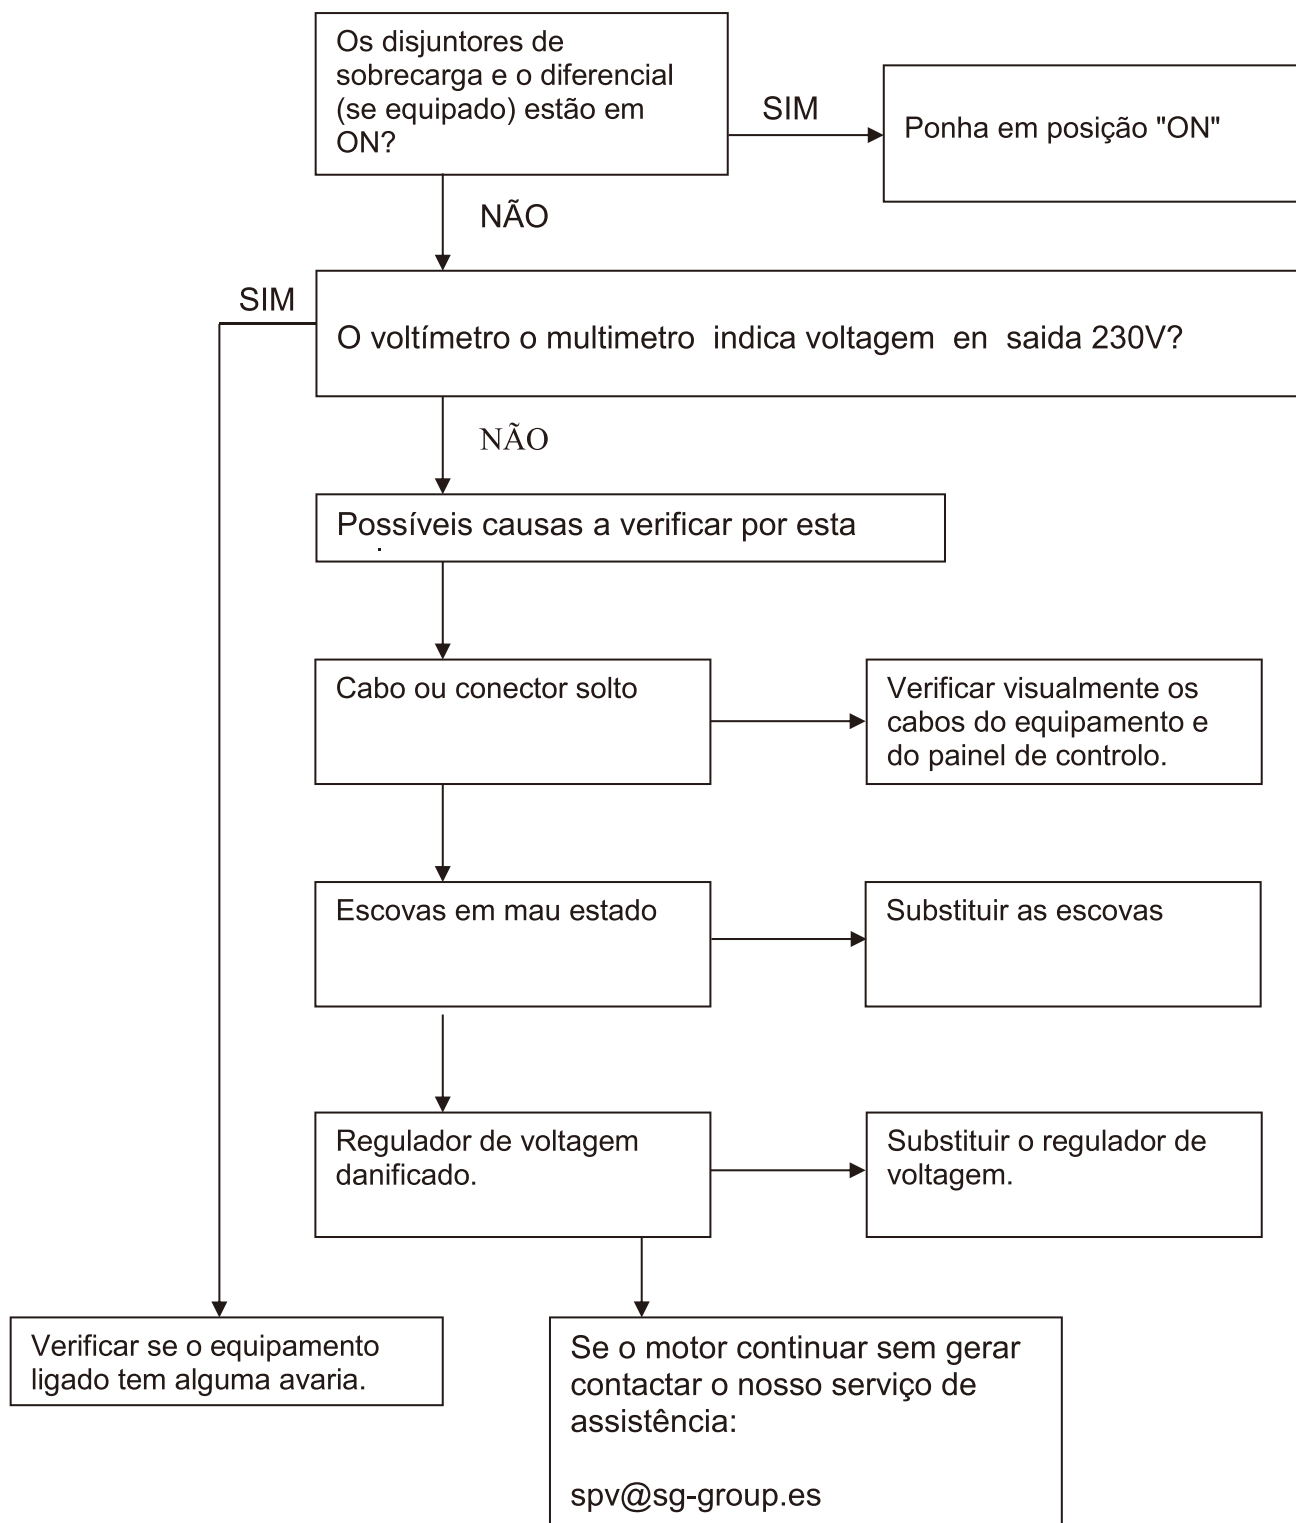 Os disjuntores de
sobrecarga e o diferencial
(se equipado) estão em
ON?
SIM
Ponha em posição "ON"
NÃO
SIM
O voltímetro o multimetro indica voltagem en saida 230V?
NÃO
Possíveis causas a verificar por esta
Cabo ou conector solto
Verificar visualmente os
cabos do equipamento e
do painel de controlo.
Escovas em mau estado
Substituir as escovas
Regulador de voltagem
danificado.
Substituir o regulador de
voltagem.
Verificar se o equipamento
ligado tem alguma avaria.
Se o motor continuar sem gerar
contactar o nosso serviço de
assistência:
spv@sg-group.es